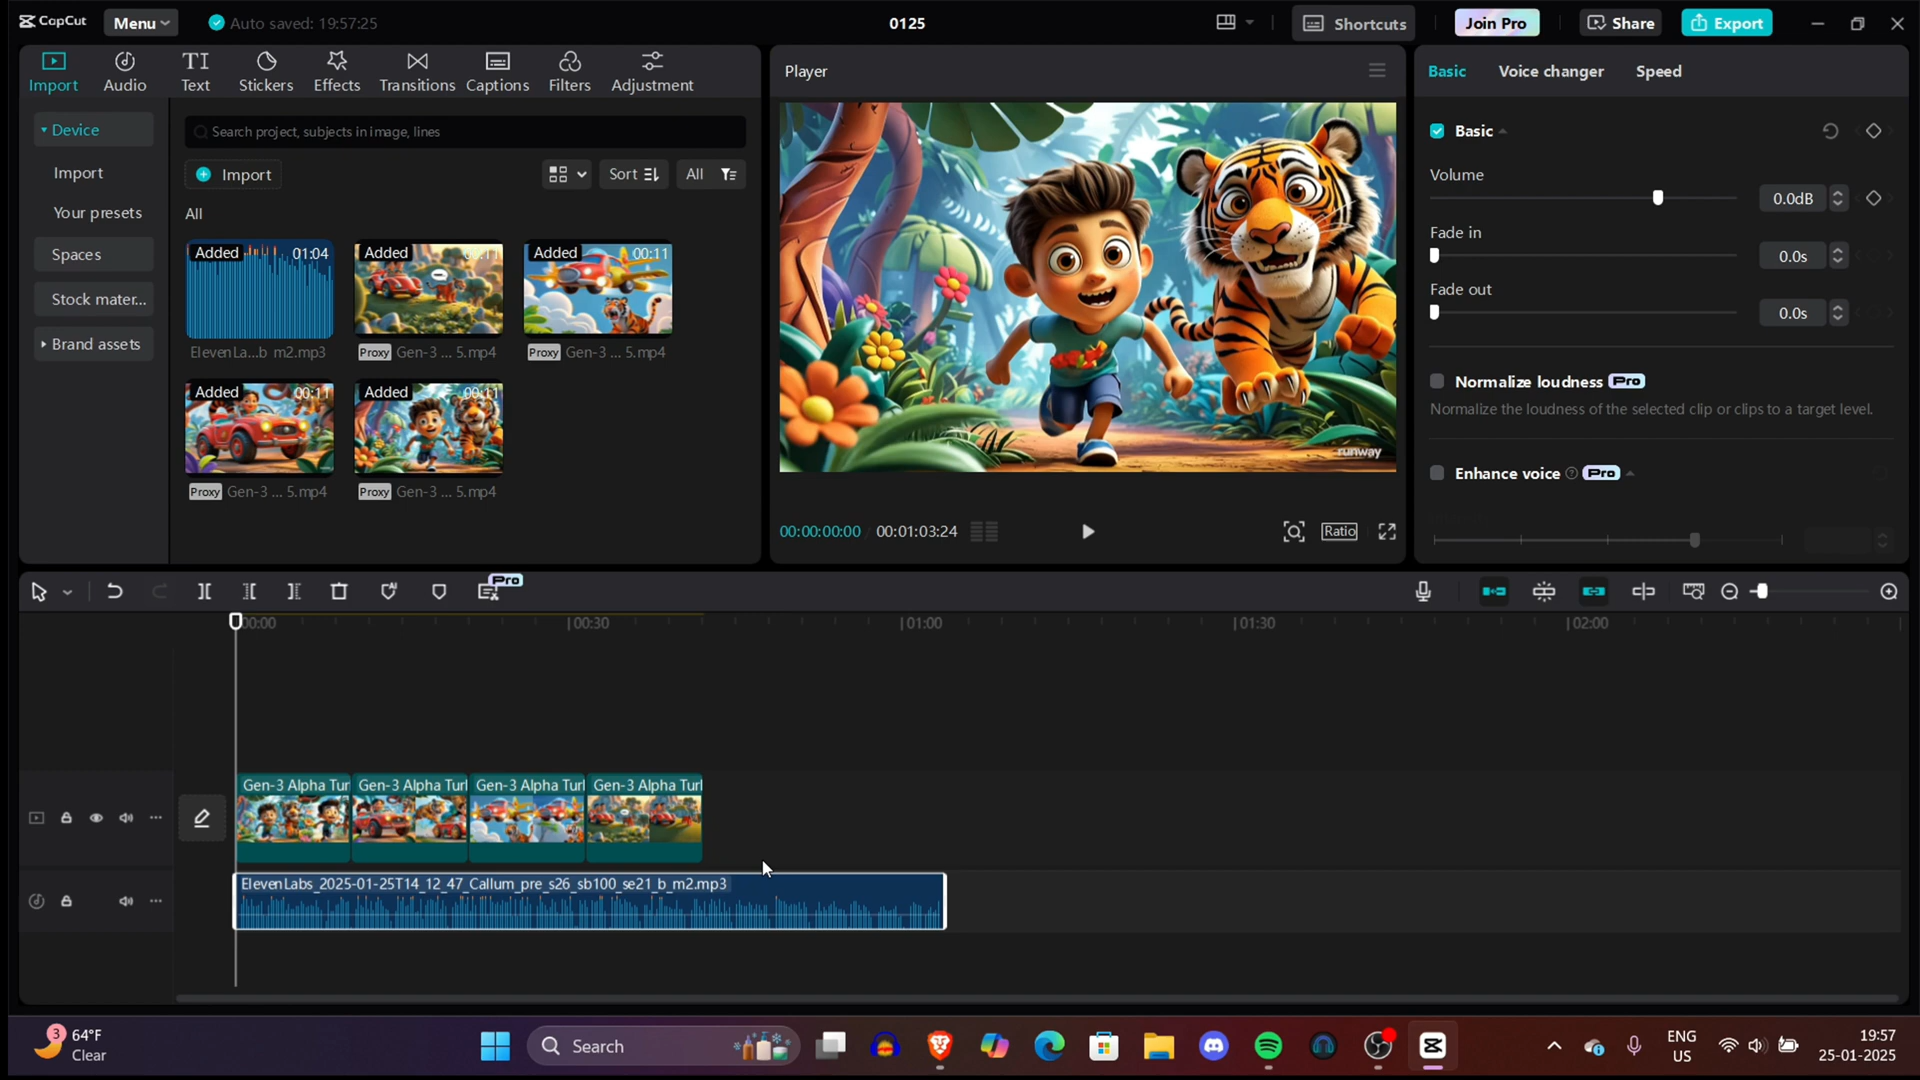 CapCut
Menu
Auto saved: 19:57:25
0125
Shortcuts
Join Pro
Share
Export
Import
Audio
TI
Text
Stickers
Effects
Transitions
Captions
Filters
Adjustment
Device
Import
Your presets
Spaces
Stock mater...
Brand assets
Search project, subjects in image, lines
Import
Sort
All
All
Added
01:04
ElevenLa...b m2.mp3
Added
00:11
Proxy
Gen-3 ... 5.mp4
Added
00:11
Proxy
Gen-3 ... 5.mp4
Added
00:11
Proxy
Gen-3 ... 5.mp4
Added
00:11
Proxy
Gen-3 ... 5.mp4
Player
runway
00:00:00:00
00:01:03:24
Ratio
Basic
Voice changer
Speed
Basic
Volume
0.0dB
Fade in
0.0s
Fade out
0.0s
Normalize loudness Pro
Normalize the loudness of the selected clip or clips to a target level.
Enhance voice Pro
Pro
00:00
00:30
01:00
01:30
02:00
Gen-3 Alpha Turl
Gen-3 Alpha Turl
Gen-3 Alpha Turl
Gen-3 Alpha Turl
ElevenLabs_2025-01-25T14_12_47_Callum_pre_s26_sb100_se21_b_m2.mp3
3
64°F
Clear
Search
ENG
US
19:57
25-01-2025